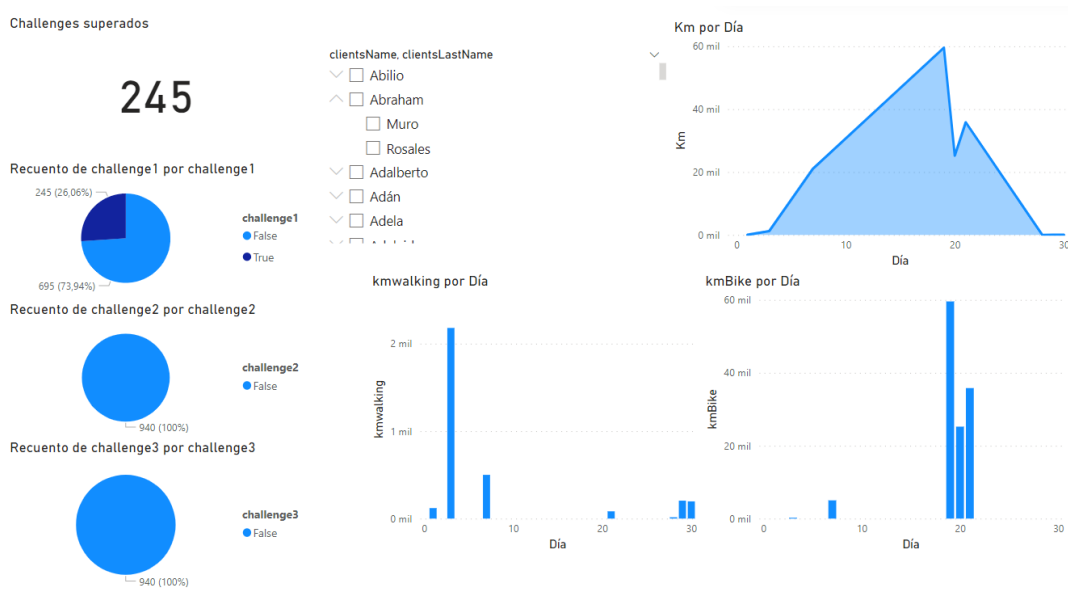 Challenges superados
245
Recuento de challenge1 por challenge1
245 (26,06%)
695 (73,94%)
challenge1
False
True
Recuento de challenge2 por challenge2
challenge2
False
940 (100%)
Recuento de challenge3 por challenge3
challenge3
False
940 (100%)
clientsName, clientsLastName
Abilio
Abraham
Muro
Rosales
Adalberto
Adán
Adela
Km por Día
60 mil
40 mil
20 mil
0 mil
Km
0
10
20
30
Día
kmwalking por Día
2 mil
1 mil
0 mil
kmwalking
0
10
20
30
Día
kmBike por Día
60 mil
40 mil
20 mil
0 mil
kmBike
0
10
20
30
Día